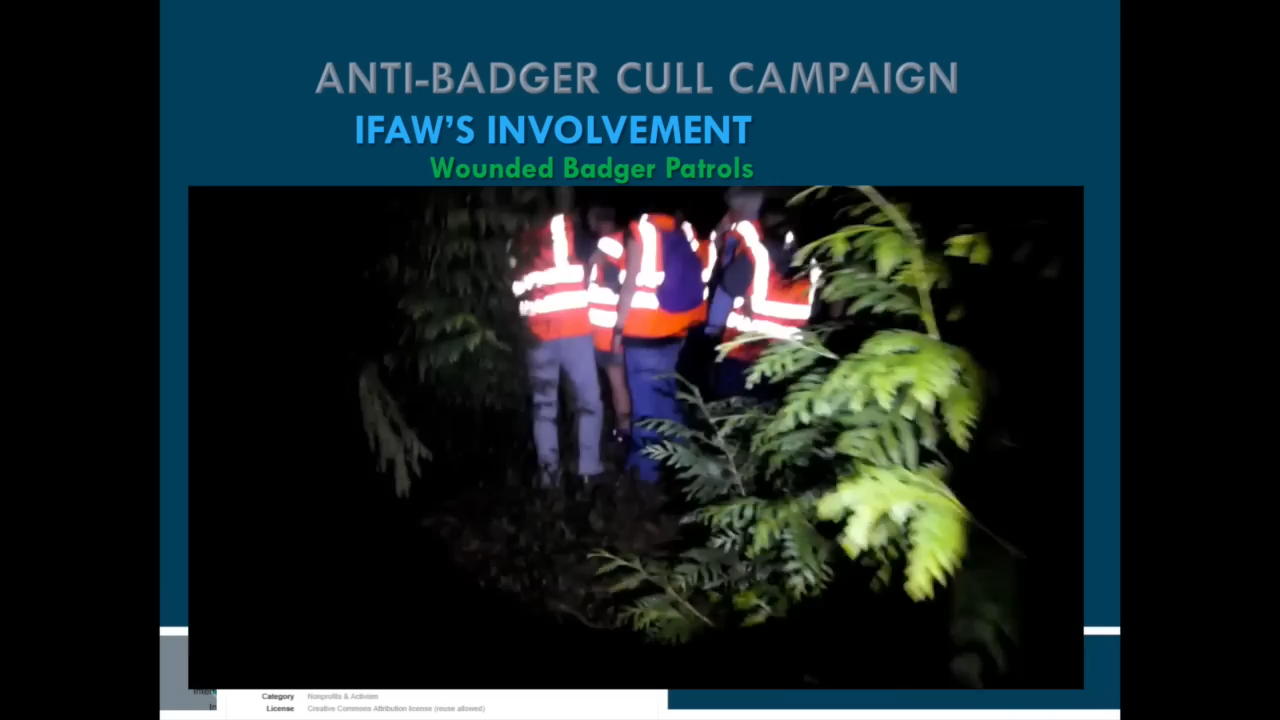 ANTI-BADGER CULL CAMPAIGN
IFAW'S INVOLVEMENT
Wounded Badger Patrols
Category Nonprofits & Activism
License Creative Commons Attribution license (reuse allowed)